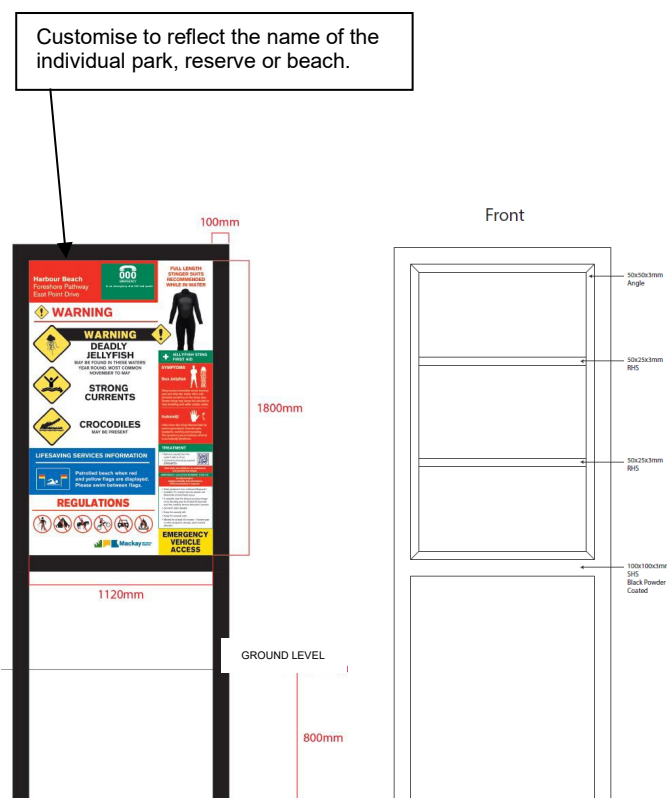 Customise to reflect the name of the
individual park, reserve or beach.
100mm
Front
Harbour Beach
Foreshore Pathway
East Point Drive
000
EMERGENCY
FULL LENGTH
STINGER SUITS
RECOMMENDED
WHILE IN WATER
WARNING
WARNING
DEADLY
JELLYFISH
MAY BE FOUND IN THESE WATERS
YEAR ROUND. MOST COMMON
NOVEMBER TO MAY
STRONG
CURRENTS
CROCODILES
MAY BE PRESENT
JELLYFISH STING
FIRST AID
SYMPTOMS
Box Jellyfish
Irukandji
TREATMENT
LIFESAVING SERVICES INFORMATION
Patrolled beach when red
and yellow flags are displayed.
Please swim between flags.
REGULATIONS
Mackay
EMERGENCY
VEHICLE
ACCESS
1800mm
1120mm
GROUND LEVEL
800mm
50x50x3mm
Angle
50x25x3mm
RHS
50x25x3mm
RHS
100x100x3mm
SHS
Black Powder
Coated